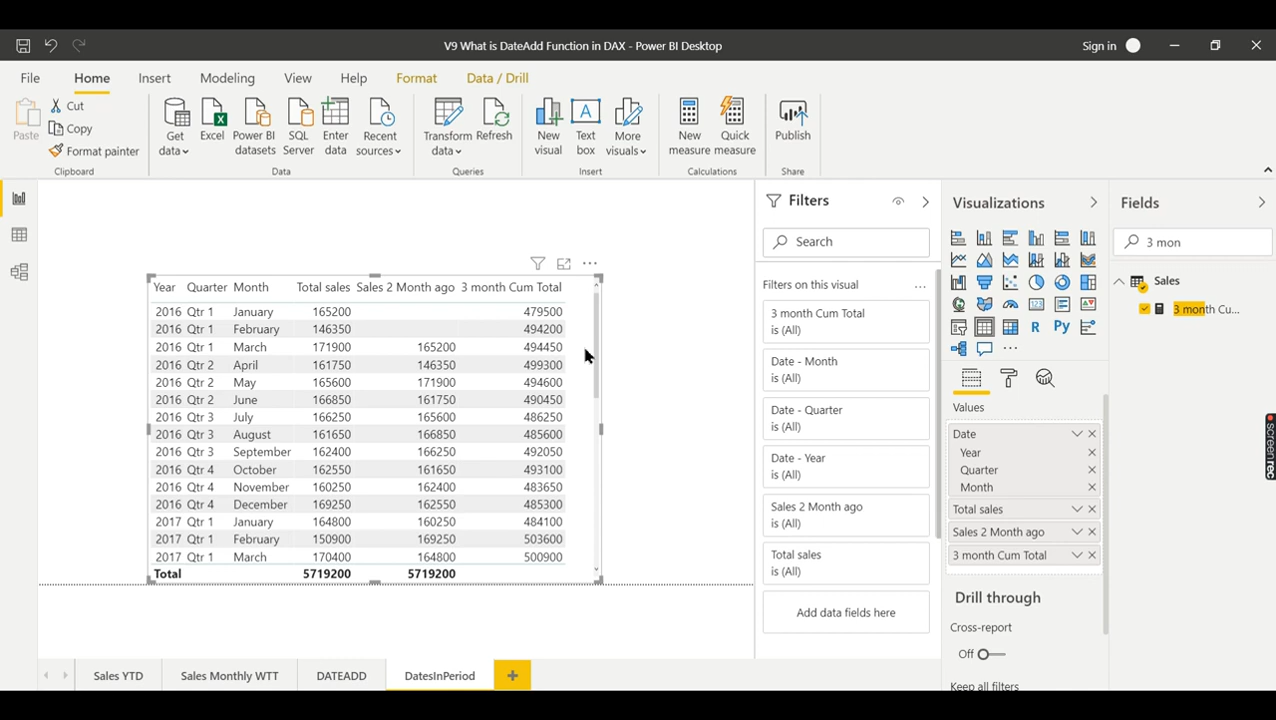 V9 What is DateAdd Function in DAX - Power BI Desktop
Sign in
File Home Insert Modeling View Help Format Data / Drill
Paste Cut Copy Format painter
Get data Excel Power BI datasets SQL Server Enter data Recent sources
Transform data Refresh
New visual Text box More visuals
New measure Quick measure
Publish
Clipboard Data Queries Insert Calculations Share
Year Quarter Month Total sales Sales 2 Month ago 3 month Cum Total
2016 Qtr 1 January 165200 479500
2016 Qtr 1 February 146350 494200
2016 Qtr 1 March 171900 165200 494450
2016 Qtr 2 April 161750 146350 499300
2016 Qtr 2 May 165600 171900 494600
2016 Qtr 2 June 166850 161750 490450
2016 Qtr 3 July 166250 165600 486250
2016 Qtr 3 August 161650 166850 485600
2016 Qtr 3 September 162400 166250 492050
2016 Qtr 4 October 162550 161650 493100
2016 Qtr 4 November 160250 162400 483650
2016 Qtr 4 December 169250 162550 485300
2017 Qtr 1 January 164800 160250 484100
2017 Qtr 1 February 150900 169250 503600
2017 Qtr 1 March 170400 164800 500900
Total 5719200 5719200
Filters
Search
Filters on this visual
3 month Cum Total
is (All)
Date - Month
is (All)
Date - Quarter
is (All)
Date - Year
is (All)
Sales 2 Month ago
is (All)
Total sales
is (All)
Add data fields here
Visualizations
R Py
Values
Date
Year
Quarter
Month
Total sales
Sales 2 Month ago
3 month Cum Total
Drill through
Cross-report
Off
Keep all filters
Fields
3 mon
Sales
3 month Cu...
screenrec
Sales YTD Sales Monthly WTT DATEADD DatesInPeriod